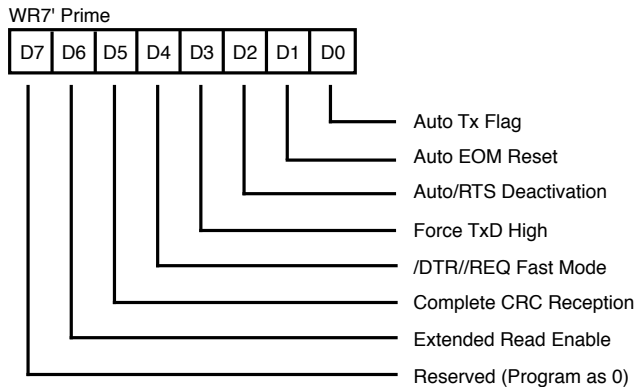 WR7' Prime
D7 D6 D5 D4 D3 D2 D1 D0
Auto Tx Flag
Auto EOM Reset
Auto/RTS Deactivation
Force TxD High
/DTR//REQ Fast Mode
Complete CRC Reception
Extended Read Enable
Reserved (Program as 0)